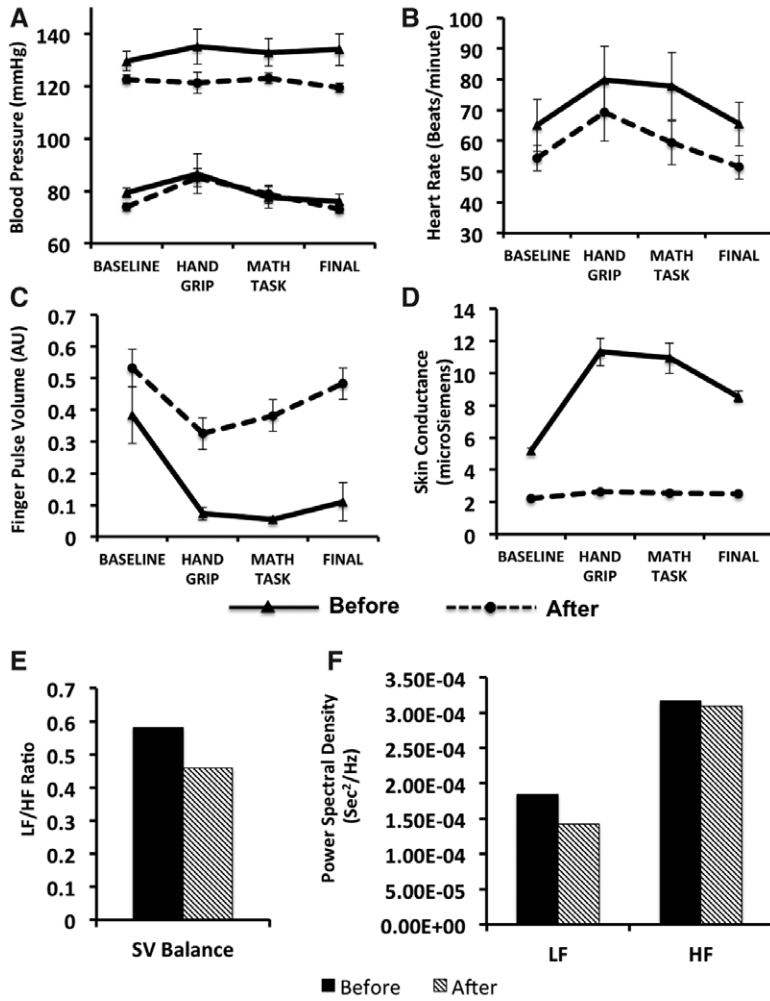 A
Blood Pressure (mmHg)
140
120
100
80
60
BASELINE
HAND
GRIP
MATH
TASK
FINAL
B
Heart Rate (Beats/minute)
100
90
80
70
60
50
40
30
BASELINE
HAND
GRIP
MATH
TASK
FINAL
C
Finger Pulse Volume (AU)
0.7
0.6
0.5
0.4
0.3
0.2
0.1
0
BASELINE
HAND
GRIP
MATH
TASK
FINAL
D
Skin Conductance
(microSiemens)
14
12
10
8
6
4
2
0
BASELINE
HAND
GRIP
MATH
TASK
FINAL
Before
After
E
LF/HF Ratio
0.7
0.6
0.5
0.4
0.3
0.2
0.1
0
SV Balance
F
Power Spectral Density
(Sec²/Hz)
3.50E-04
3.00E-04
2.50E-04
2.00E-04
1.50E-04
1.00E-04
5.00E-05
0.00E+00
LF
HF
Before
After